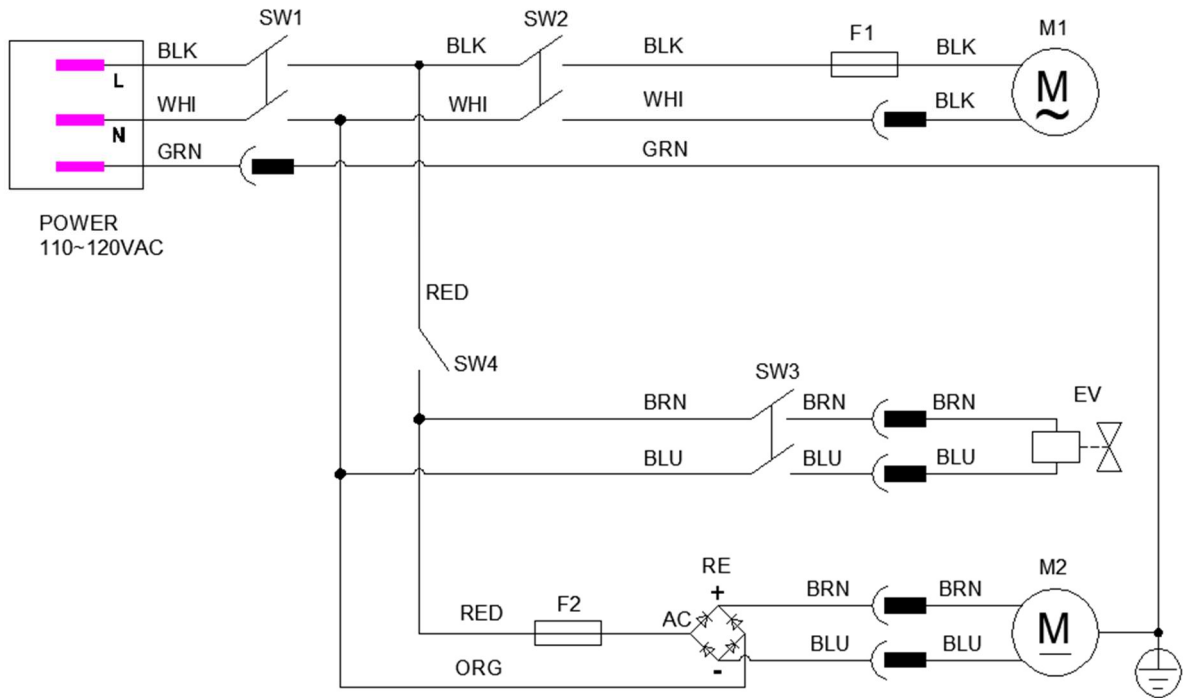 SW1
SW2
F1
M1
BLK
BLK
BLK
BLK
L
M
~
WHI
WHI
WHI
BLK
N
GRN
GRN
POWER
110~120VAC
RED
SW4
SW3
EV
BRN
BRN
BRN
BLU
BLU
BLU
RE
M2
+
BRN
BRN
RED
F2
AC
M
BLU
BLU
-
ORG